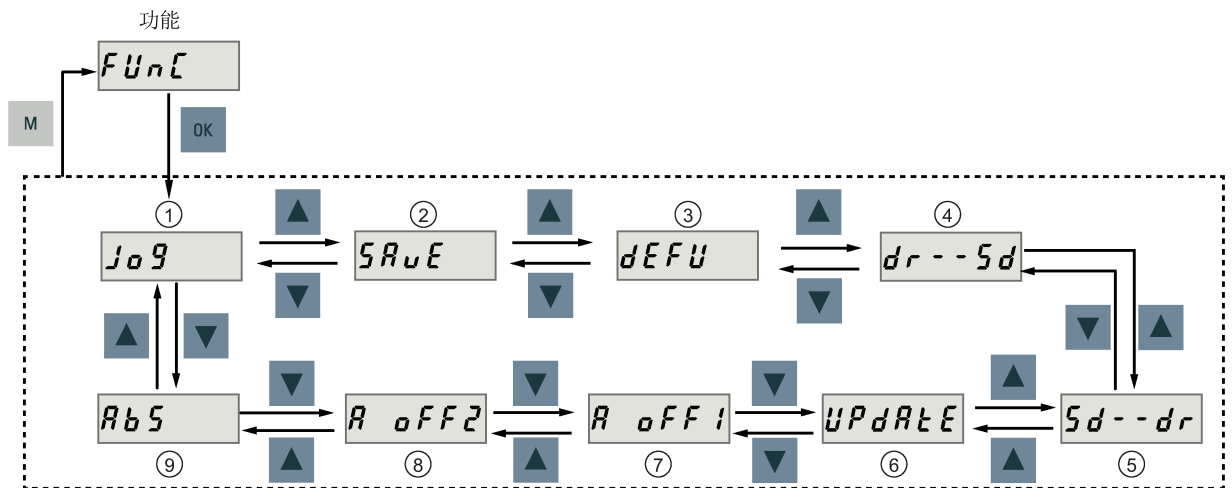 功能
FUnC
M
OK
① ② ③ ④
JoG
SAvE
dEFU
dr--Sd
AbS
A oFF2
A oFF1
UPdAtE
Sd--dr
⑨ ⑧ ⑦ ⑥ ⑤